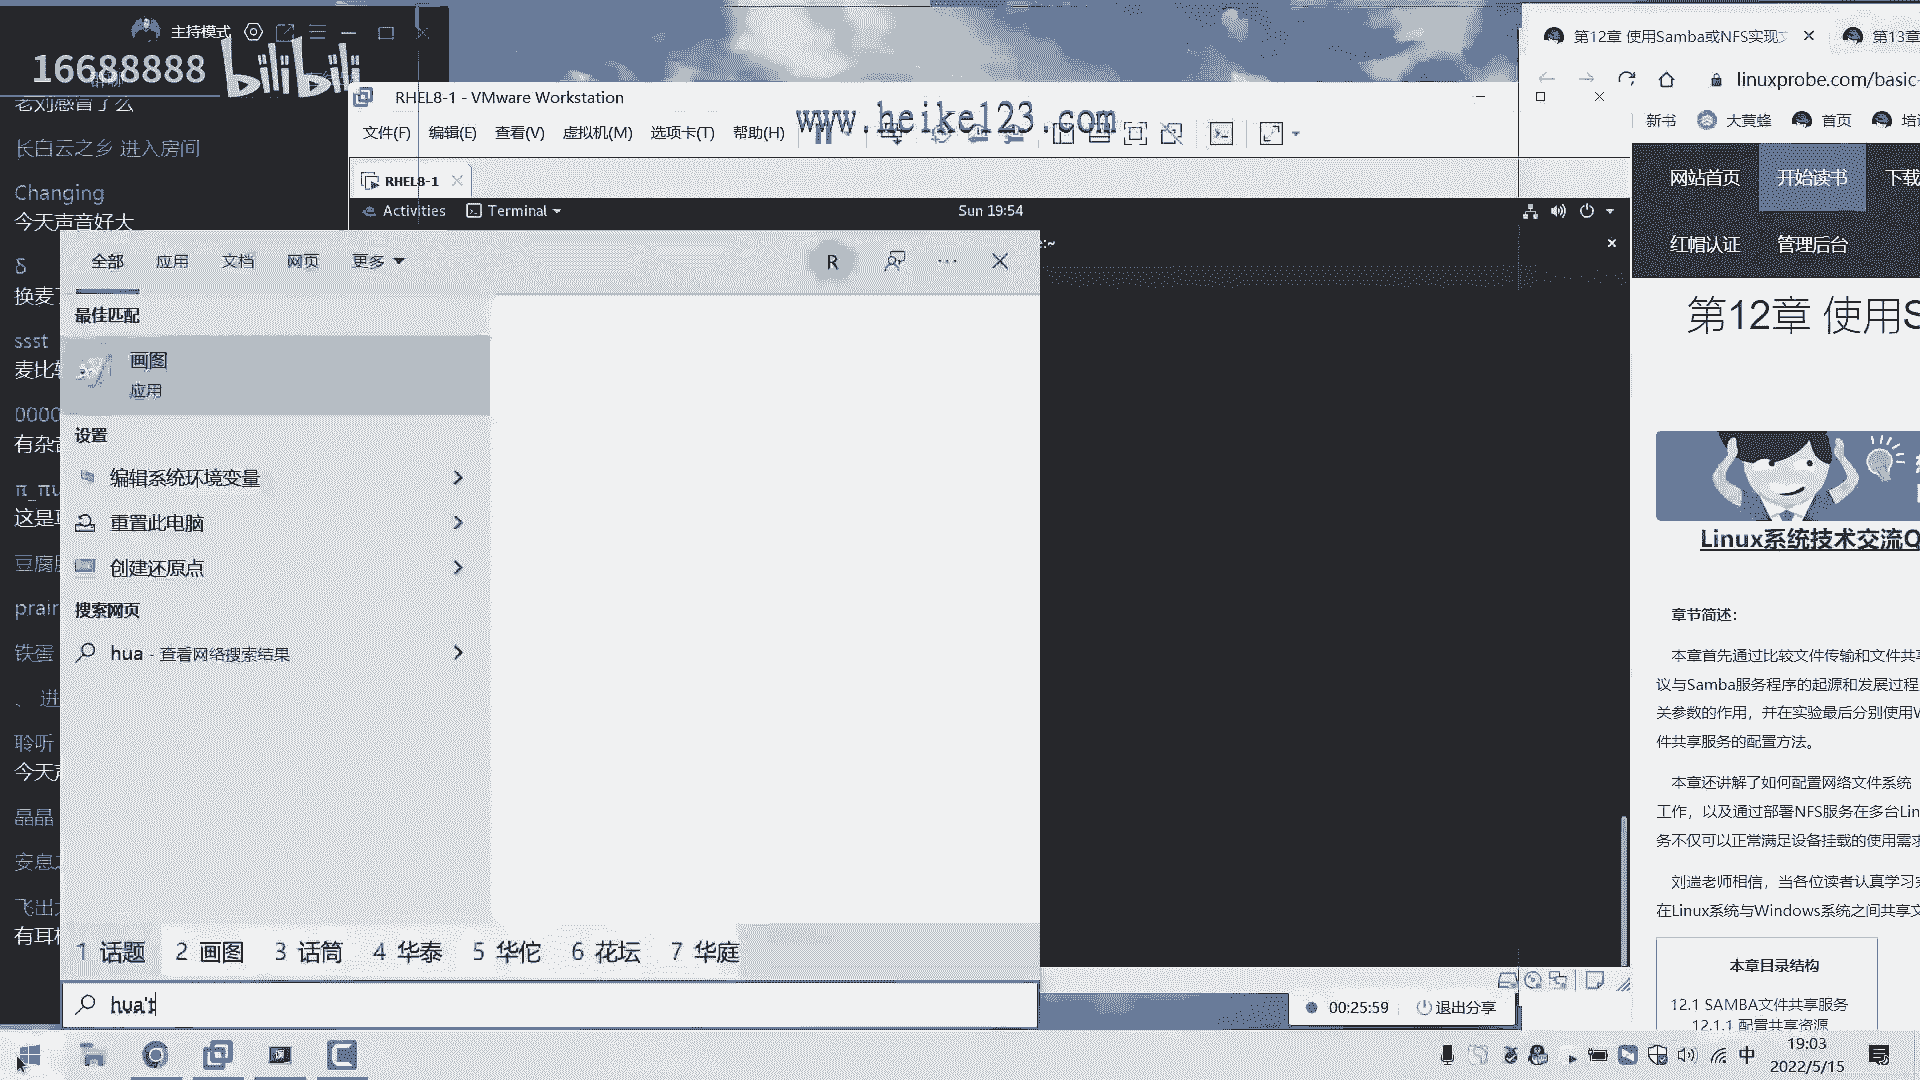 主持模式
16688888
bilibili
老刘感冒了么
长白云之乡 进入房间
Changing
今天声音好大
δ
换麦
ssst
麦比
0000
有杂
π_πu
这是
豆腐
prair
铁蛋
、 进
聆听
今天
晶晶
安息
飞出
有耳
RHEL8-1 - VMware Workstation
文件(F) 编辑(E) 查看(V) 虚拟机(M) 选项卡(T) 帮助(H)
www.heike123.com
RHEL8-1
Activities Terminal Sun 19:54
:~
全部 应用 文档 网页 更多 R
最佳匹配
画图
应用
设置
编辑系统环境变量
重置此电脑
创建还原点
搜索网页
hua - 查看网络搜索结果
1 话题 2 画图 3 话筒 4 华泰 5 华佗 6 花坛 7 华庭
hua't
00:25:59 退出分享
第12章 使用Samba或NFS实现 第13章
linuxprobe.com/basic-
新书 大黄蜂 首页 培
网站首页 开始读书 下载
红帽认证 管理后台
第12章 使用S
Linux系统技术交流Q
章节简述:
本章首先通过比较文件传输和文件共享
议与Samba服务程序的起源和发展过程
关参数的作用，并在实验最后分别使用W
件共享服务的配置方法。
本章还讲解了如何配置网络文件系统
工作，以及通过部署NFS服务在多台Lin
务不仅可以正常满足设备挂载的使用需求
刘遄老师相信，当各位读者认真学习完
在Linux系统与Windows系统之间共享文
本章目录结构
12.1 SAMBA文件共享服务
12.1.1 配置共享资源
中
19:03
2022/5/15